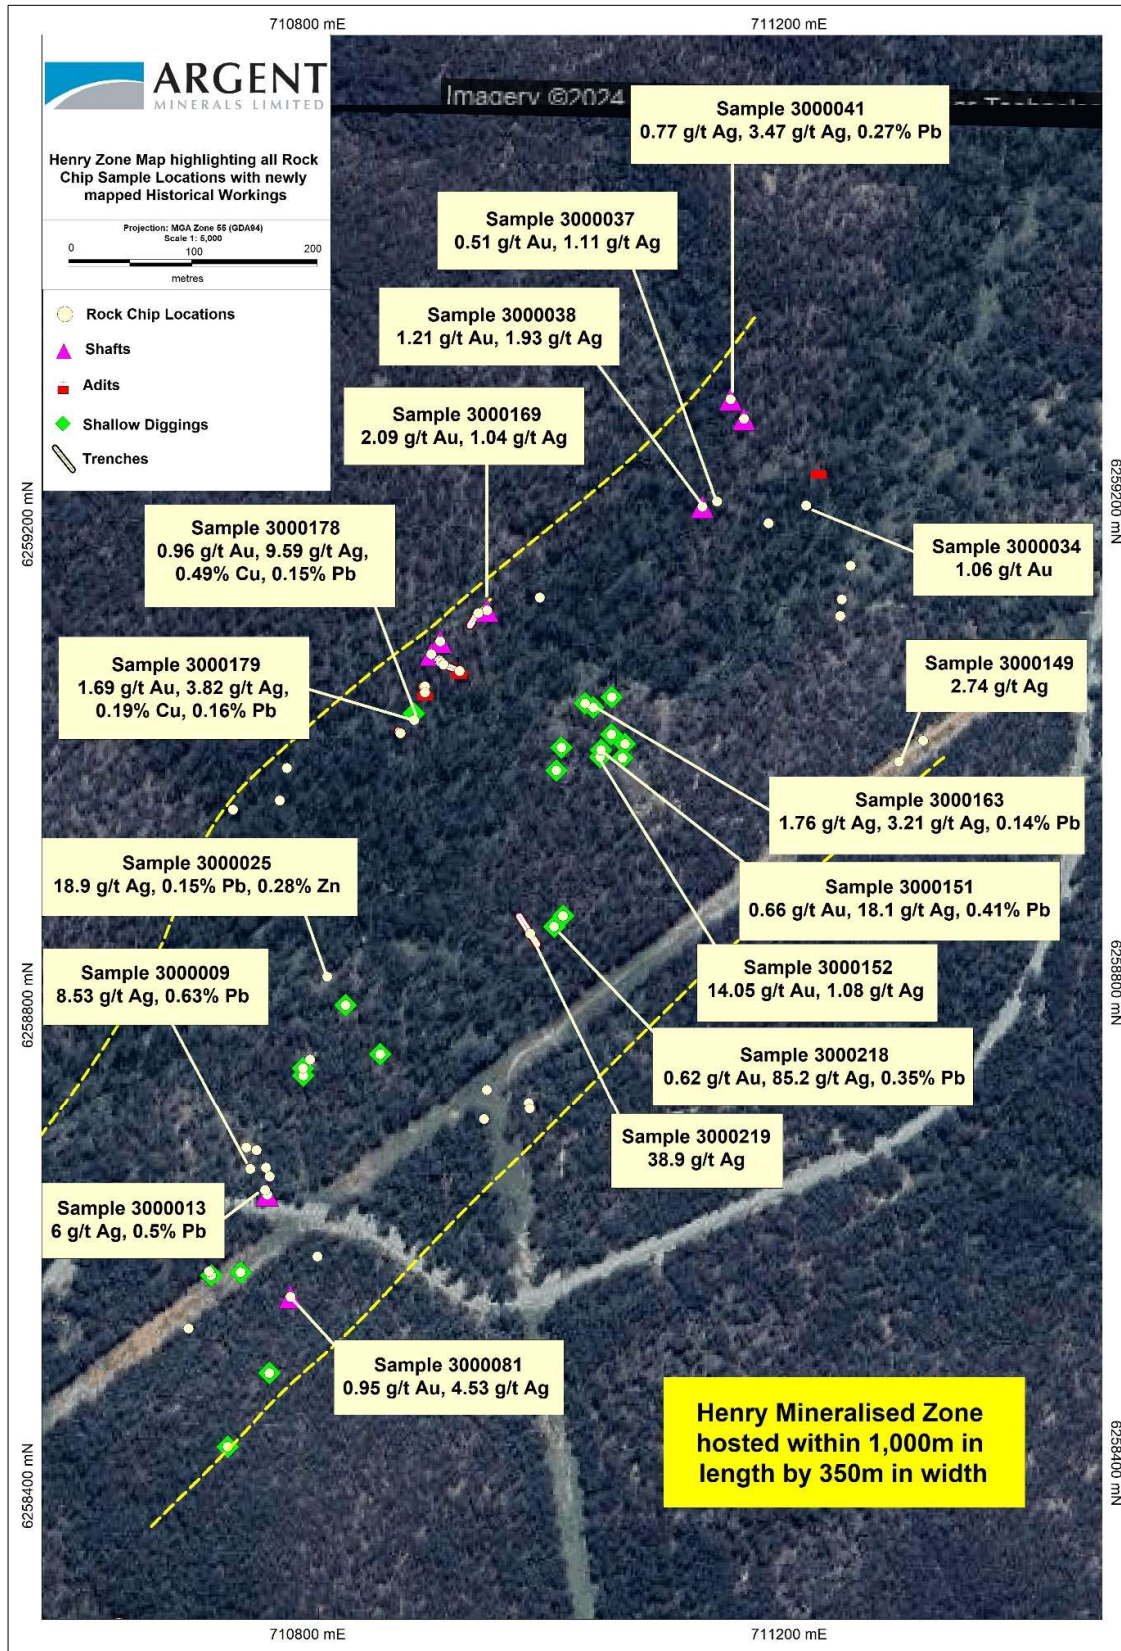 710800 mE
711200 mE
ARGENT
MINERALS LIMITED
Imagery ©2024
Henry Zone Map highlighting all Rock
Chip Sample Locations with newly
mapped Historical Workings
Projection: MGA Zone 55 (GDA94)
Scale 1: 5,000
0
100
200
metres
Rock Chip Locations
Shafts
Adits
Shallow Diggings
Trenches
Sample 3000041
0.77 g/t Ag, 3.47 g/t Ag, 0.27% Pb
Sample 3000037
0.51 g/t Au, 1.11 g/t Ag
Sample 3000038
1.21 g/t Au, 1.93 g/t Ag
Sample 3000169
2.09 g/t Au, 1.04 g/t Ag
6259200 mN
6259200 mN
Sample 3000178
0.96 g/t Au, 9.59 g/t Ag,
0.49% Cu, 0.15% Pb
Sample 3000034
1.06 g/t Au
Sample 3000179
1.69 g/t Au, 3.82 g/t Ag,
0.19% Cu, 0.16% Pb
Sample 3000149
2.74 g/t Ag
Sample 3000163
1.76 g/t Ag, 3.21 g/t Ag, 0.14% Pb
Sample 3000025
18.9 g/t Ag, 0.15% Pb, 0.28% Zn
Sample 3000151
0.66 g/t Au, 18.1 g/t Ag, 0.41% Pb
Sample 3000009
8.53 g/t Ag, 0.63% Pb
Sample 3000152
14.05 g/t Au, 1.08 g/t Ag
6258800 mN
6258800 mN
Sample 3000218
0.62 g/t Au, 85.2 g/t Ag, 0.35% Pb
Sample 3000219
38.9 g/t Ag
Sample 3000013
6 g/t Ag, 0.5% Pb
Sample 3000081
0.95 g/t Au, 4.53 g/t Ag
Henry Mineralised Zone
hosted within 1,000m in
length by 350m in width
6258400 mN
6258400 mN
710800 mE
711200 mE